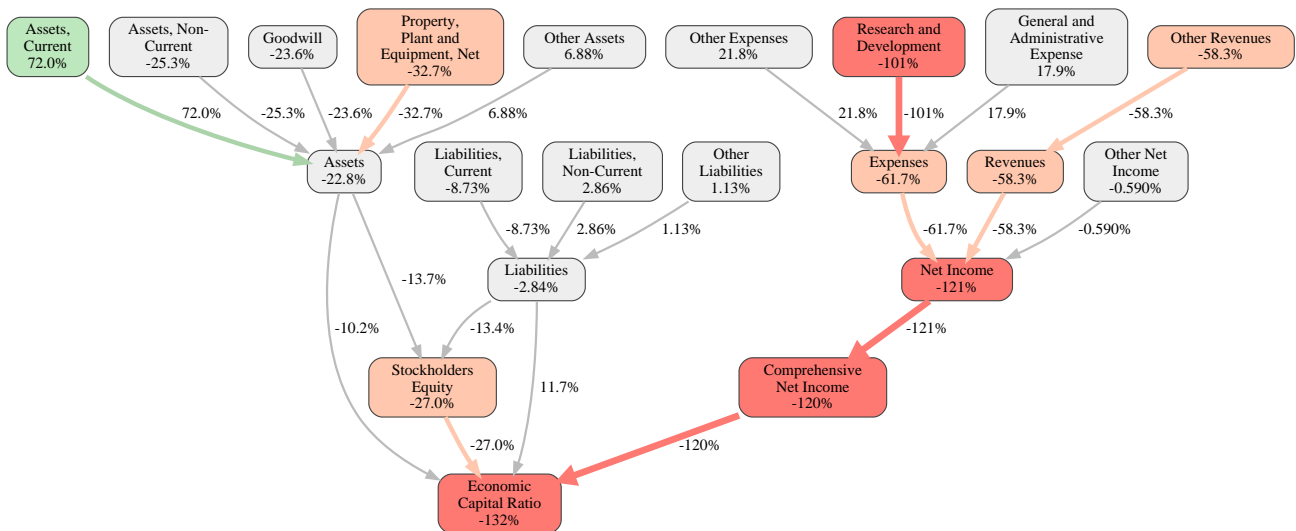 Assets,
Current
72.0%
Assets, Non-
Current
-25.3%
Goodwill
-23.6%
Property,
Plant and
Equipment, Net
-32.7%
Other Assets
6.88%
Other Expenses
21.8%
Research and
Development
-101%
General and
Administrative
Expense
17.9%
Other Revenues
-58.3%
72.0%
-25.3%
-23.6%
-32.7%
6.88%
21.8%
-101%
17.9%
-58.3%
Assets
-22.8%
Liabilities,
Current
-8.73%
Liabilities,
Non-Current
2.86%
Other
Liabilities
1.13%
Expenses
-61.7%
Revenues
-58.3%
Other Net
Income
-0.590%
-8.73%
2.86%
1.13%
-61.7%
-58.3%
-0.590%
Liabilities
-2.84%
Net Income
-121%
-13.7%
-10.2%
-13.4%
-121%
Stockholders
Equity
-27.0%
11.7%
Comprehensive
Net Income
-120%
-27.0%
-120%
Economic
Capital Ratio
-132%